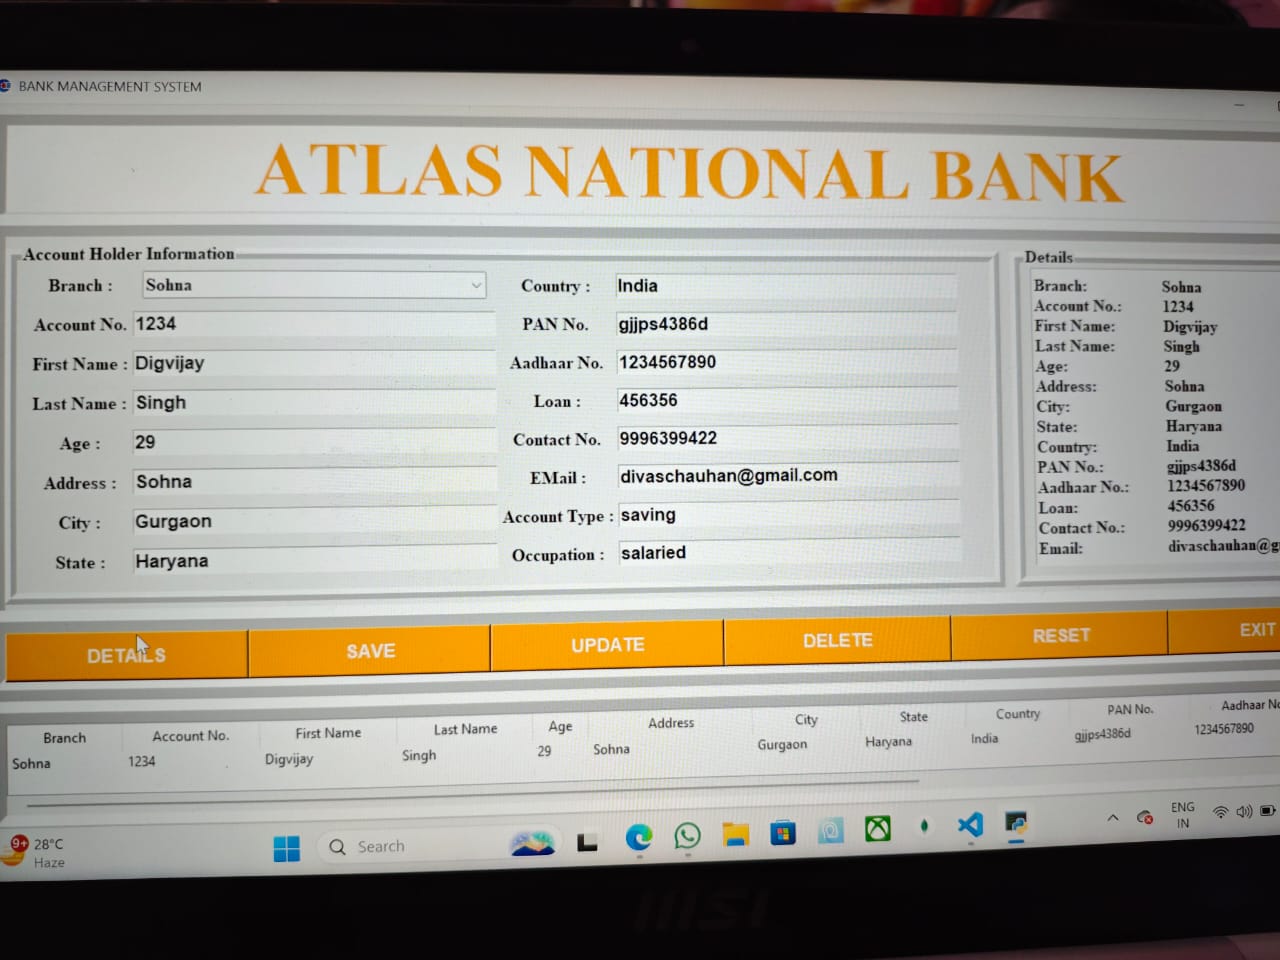 BANK MANAGEMENT SYSTEM
ATLAS NATIONAL BANK
Account Holder Information
Branch : Sohna
Account No. 1234
First Name : Digvijay
Last Name : Singh
Age : 29
Address : Sohna
City : Gurgaon
State : Haryana
Country : India
PAN No. gjjps4386d
Aadhaar No. 1234567890
Loan : 456356
Contact No. 9996399422
EMail : divaschauhan@gmail.com
Account Type : saving
Occupation : salaried
Details
Branch: Sohna
Account No.: 1234
First Name: Digvijay
Last Name: Singh
Age: 29
Address: Sohna
City: Gurgaon
State: Haryana
Country: India
PAN No.: gjjps4386d
Aadhaar No.: 1234567890
Loan: 456356
Contact No.: 9996399422
Email: divaschauhan@g
DETAILS SAVE UPDATE DELETE RESET EXIT
Branch Account No. First Name Last Name Age Address City State Country PAN No. Aadhaar No
Sohna 1234 Digvijay Singh 29 Sohna Gurgaon Haryana India gjjps4386d 1234567890
9+ 28°C
Haze
Search
ENG
IN
msi